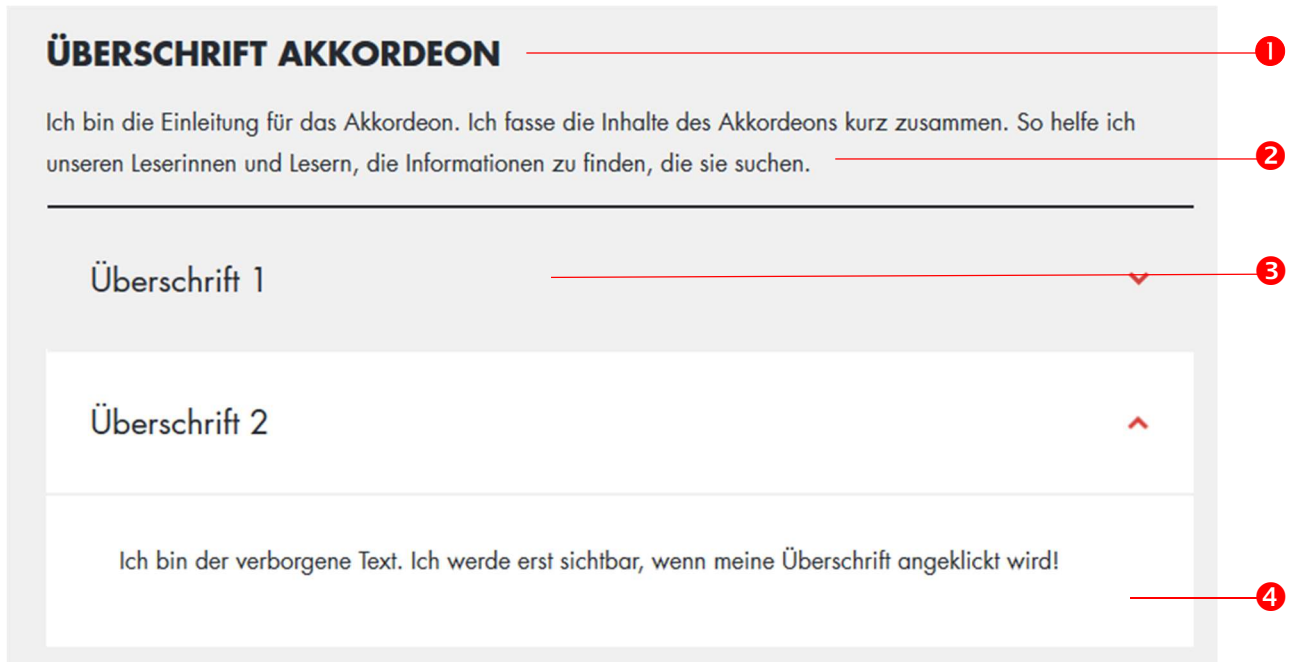 ÜBERSCHRIFT AKKORDEON
1
Ich bin die Einleitung für das Akkordeon. Ich fasse die Inhalte des Akkordeons kurz zusammen. So helfe ich
unseren Leserinnen und Lesern, die Informationen zu finden, die sie suchen.
2
Überschrift 1
3
Überschrift 2
Ich bin der verborgene Text. Ich werde erst sichtbar, wenn meine Überschrift angeklickt wird!
4